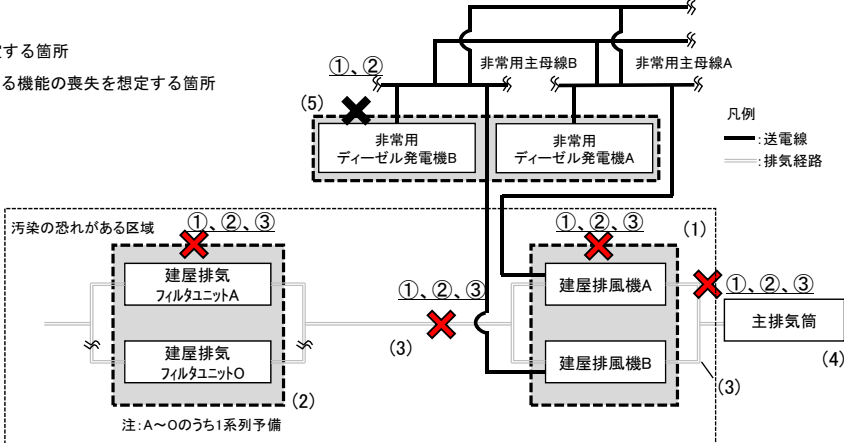 する箇所
る機能の喪失を想定する箇所
①、②
非常用主母線B
非常用主母線A
(5)
非常用
ディーゼル発電機B
非常用
ディーゼル発電機A
凡例
:送電線
:排気経路
汚染の恐れがある区域
①、②、③
①、②、③
(1)
建屋排気
フィルタユニットA
①、②、③
建屋排風機A
①、②、③
主排気筒
(3)
(4)
建屋排気
フィルタユニットO
建屋排風機B
(3)
(2)
注:A～Oのうち1系列予備